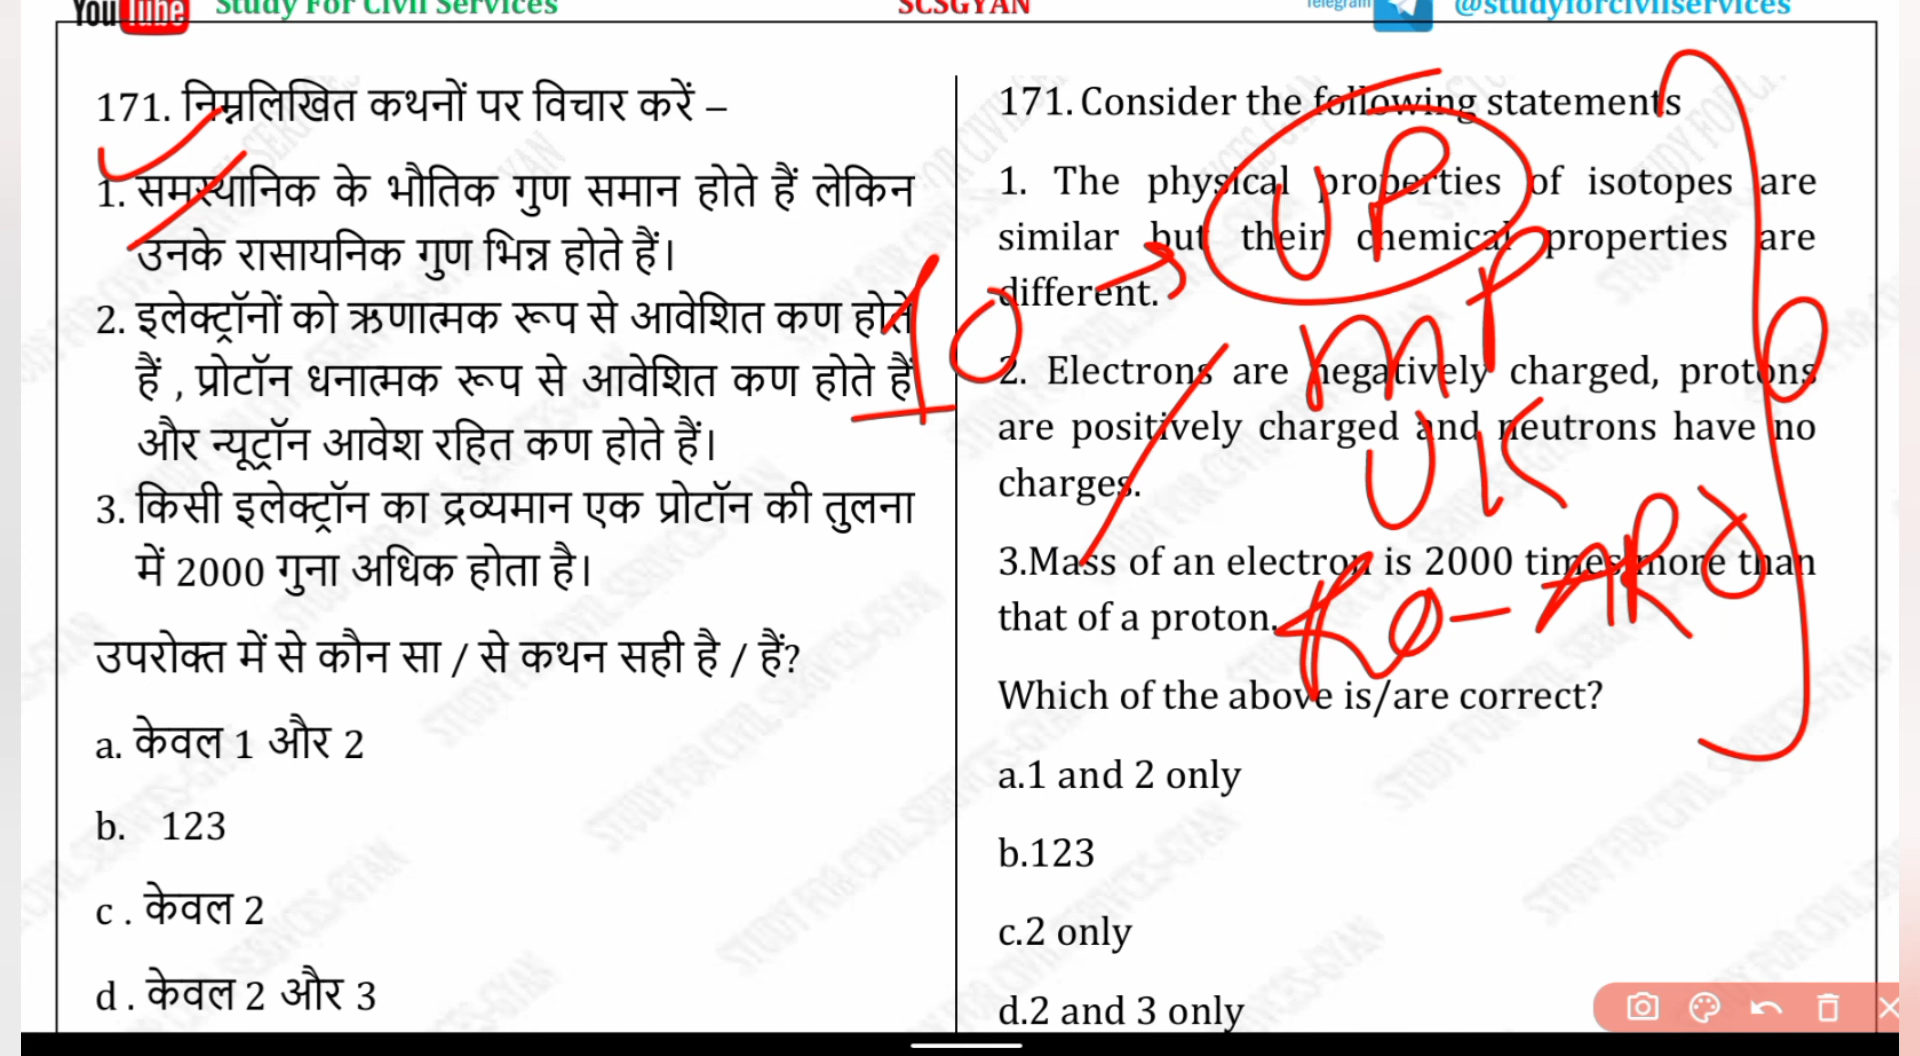 You Tube Study For Civil Services
SCSGYAN
Telegram
@studyforcivilservices
171. निम्नलिखित कथनों पर विचार करें –
1. समस्थानिक के भौतिक गुण समान होते हैं लेकिन
उनके रासायनिक गुण भिन्न होते हैं।
2. इलेक्ट्रॉनों को ऋणात्मक रूप से आवेशित कण होते
हैं , प्रोटॉन धनात्मक रूप से आवेशित कण होते हैं
और न्यूट्रॉन आवेश रहित कण होते हैं।
3. किसी इलेक्ट्रॉन का द्रव्यमान एक प्रोटॉन की तुलना
में 2000 गुना अधिक होता है।
उपरोक्त में से कौन सा / से कथन सही है / हैं?
a. केवल 1 और 2
b. 123
c . केवल 2
d . केवल 2 और 3
171. Consider the following statements
1. The physical properties of isotopes are
similar but their chemical properties are
different.
2. Electrons are negatively charged, protons
are positively charged and neutrons have no
charges.
3.Mass of an electron is 2000 times more than
that of a proton.
Which of the above is/are correct?
a.1 and 2 only
b.123
c.2 only
d.2 and 3 only
10
UP
MP
UK
RO-ARO